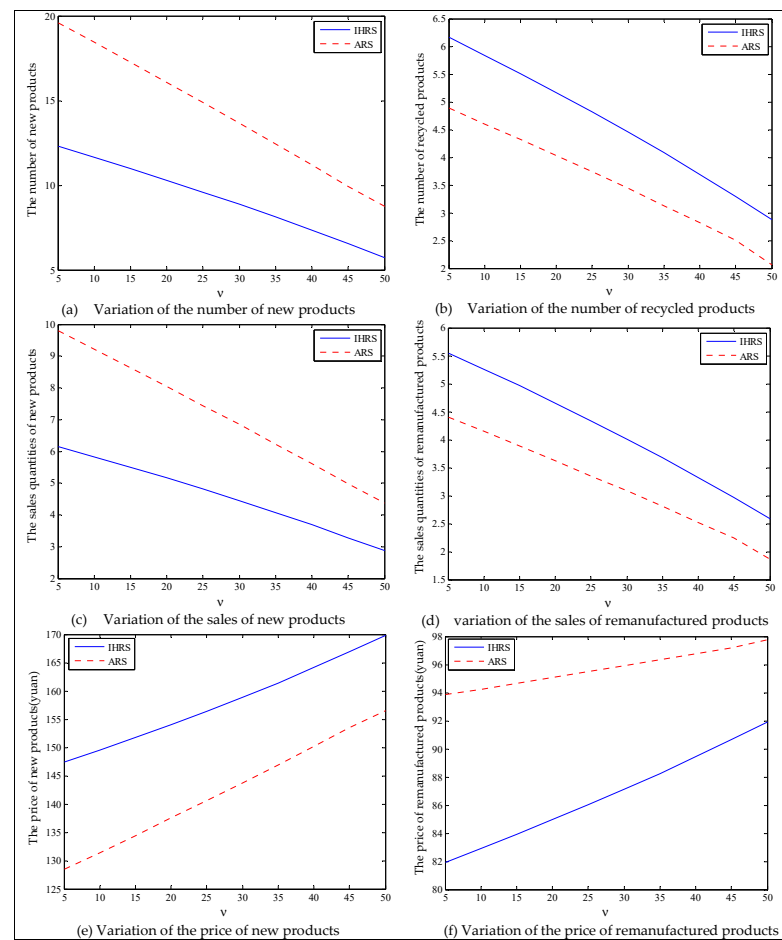 20
15
10
5
5 10 15 20 25 30 35 40 45 50
The number of new products
IHRS
ARS
ν
(a) Variation of the number of new products
6.5
6
5.5
5
4.5
4
3.5
3
2.5
2
5 10 15 20 25 30 35 40 45 50
The number of recycled products
IHRS
ARS
ν
(b) Variation of the number of recycled products
10
9
8
7
6
5
4
3
2
5 10 15 20 25 30 35 40 45 50
The sales quantities of new products
IHRS
ARS
ν
(c) Variation of the sales of new products
6
5.5
5
4.5
4
3.5
3
2.5
2
1.5
5 10 15 20 25 30 35 40 45 50
The sales quantities of remanufactured products
IHRS
ARS
ν
(d) variation of the sales of remanufactured products
170
165
160
155
150
145
140
135
130
125
5 10 15 20 25 30 35 40 45 50
The price of new products(yuan)
IHRS
ARS
ν
(e) Variation of the price of new products
98
96
94
92
90
88
86
84
82
80
5 10 15 20 25 30 35 40 45 50
The price of remanufactured products(yuan)
IHRS
ARS
ν
(f) Variation of the price of remanufactured products